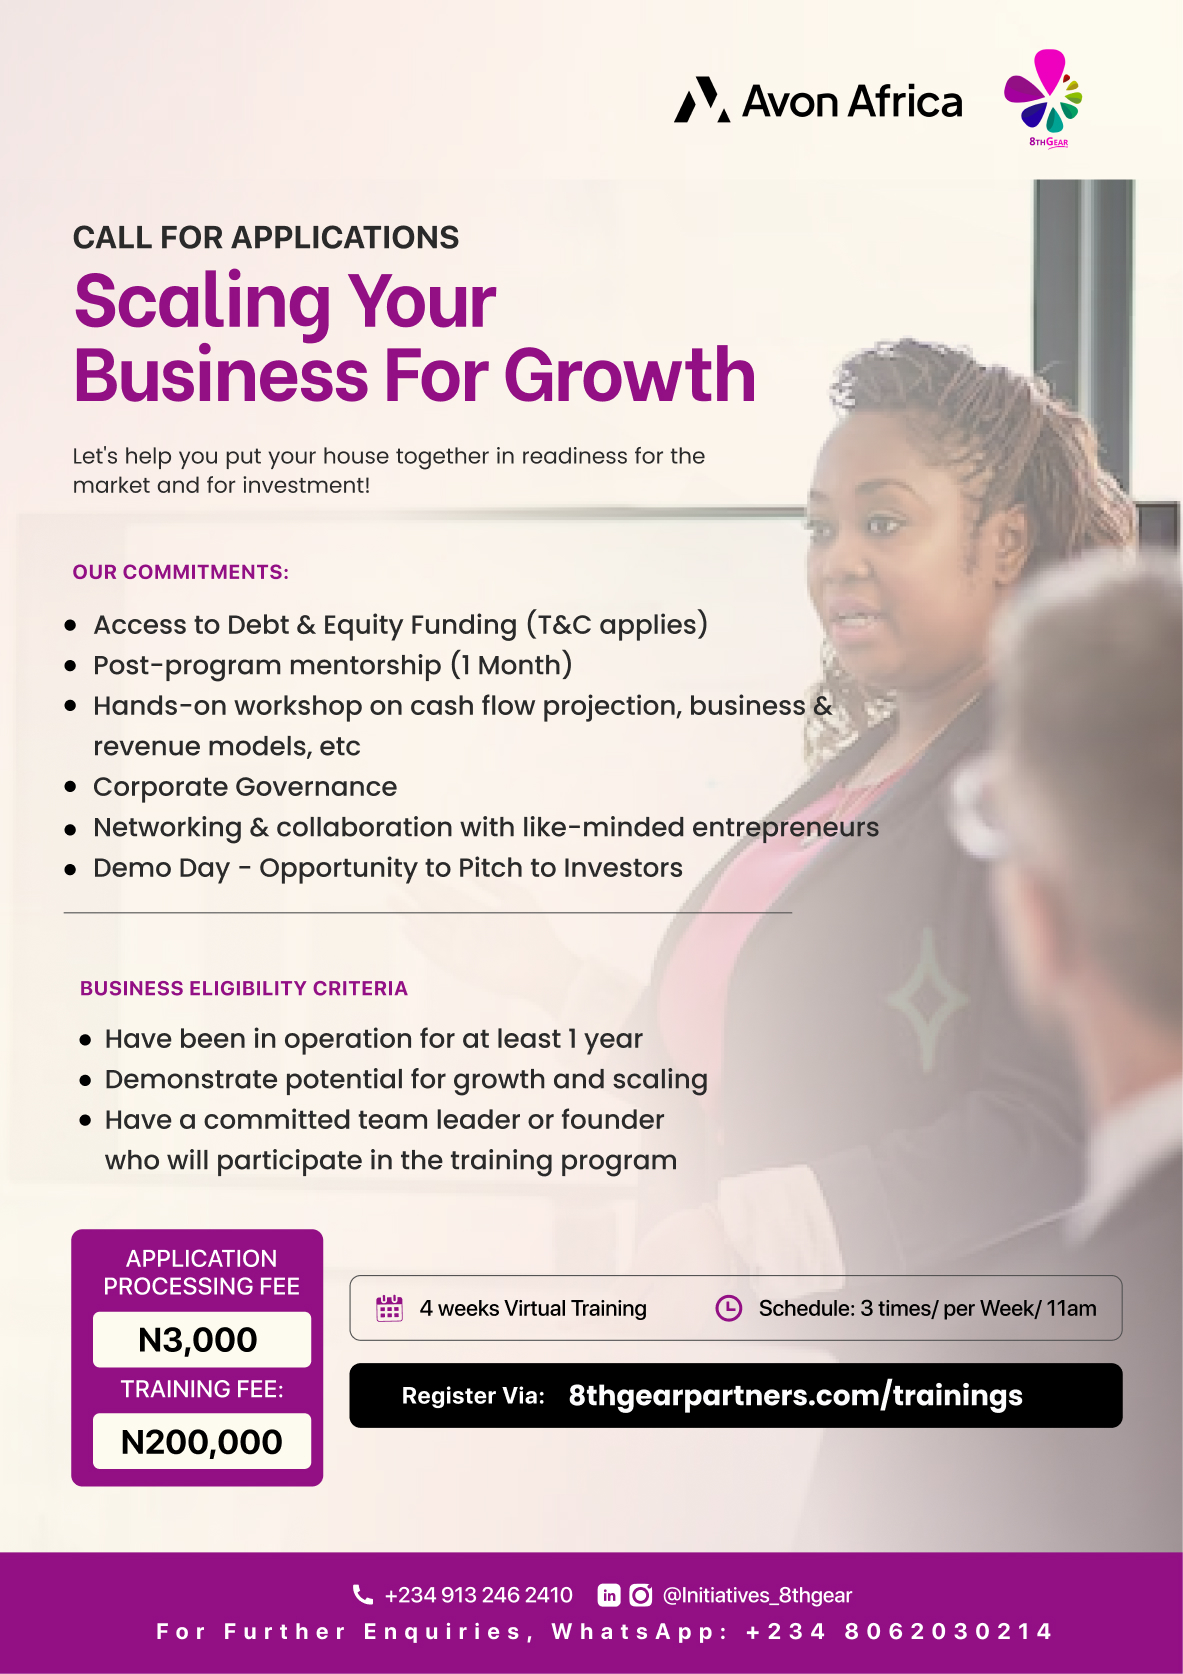 Avon Africa
8THGEAR
CALL FOR APPLICATIONS
Scaling Your
Business For Growth
Let's help you put your house together in readiness for the
market and for investment!
OUR COMMITMENTS:
• Access to Debt & Equity Funding (T&C applies)
• Post-program mentorship (1 Month)
• Hands-on workshop on cash flow projection, business &
revenue models, etc
• Corporate Governance
• Networking & collaboration with like-minded entrepreneurs
• Demo Day - Opportunity to Pitch to Investors
BUSINESS ELIGIBILITY CRITERIA
• Have been in operation for at least 1 year
• Demonstrate potential for growth and scaling
• Have a committed team leader or founder
who will participate in the training program
APPLICATION
PROCESSING FEE
N3,000
TRAINING FEE:
N200,000
4 weeks Virtual Training
Schedule: 3 times/ per Week/ 11am
Register Via: 8thgearpartners.com/trainings
+234 913 246 2410 in @Initiatives_8thgear
For Further Enquiries, WhatsApp: +234 8062030214